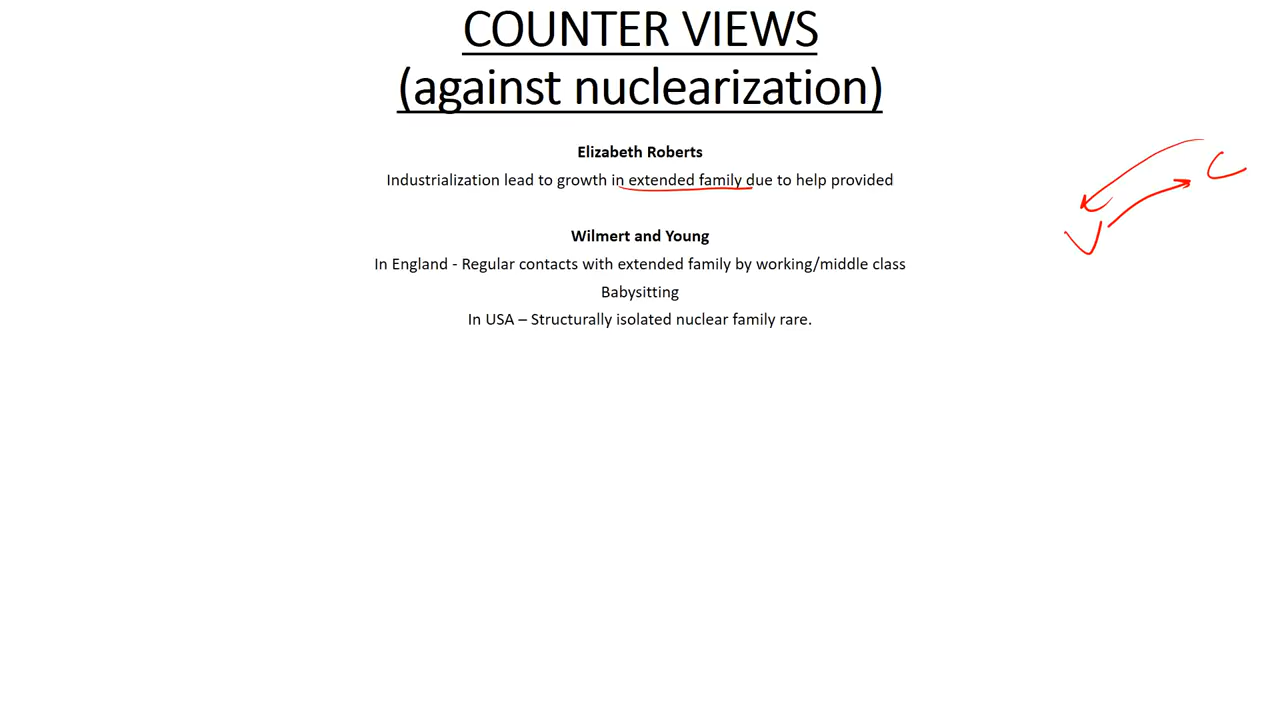 COUNTER VIEWS
(against nuclearization)
Elizabeth Roberts
Industrialization lead to growth in extended family due to help provided
Wilmert and Young
In England - Regular contacts with extended family by working/middle class
Babysitting
In USA – Structurally isolated nuclear family rare.
C
V